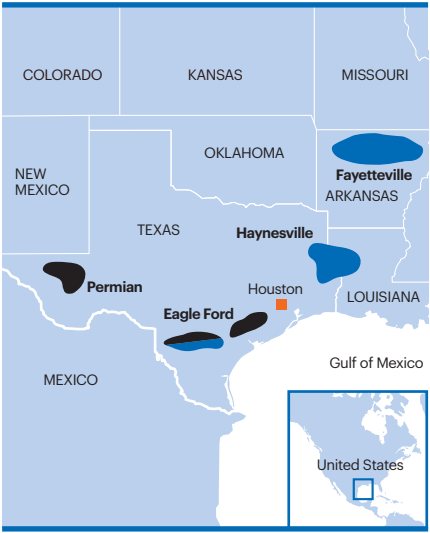 COLORADO
KANSAS
MISSOURI
OKLAHOMA
Fayetteville
ARKANSAS
NEW
MEXICO
TEXAS
Haynesville
Permian
Houston
LOUISIANA
Eagle Ford
Gulf of Mexico
MEXICO
United States